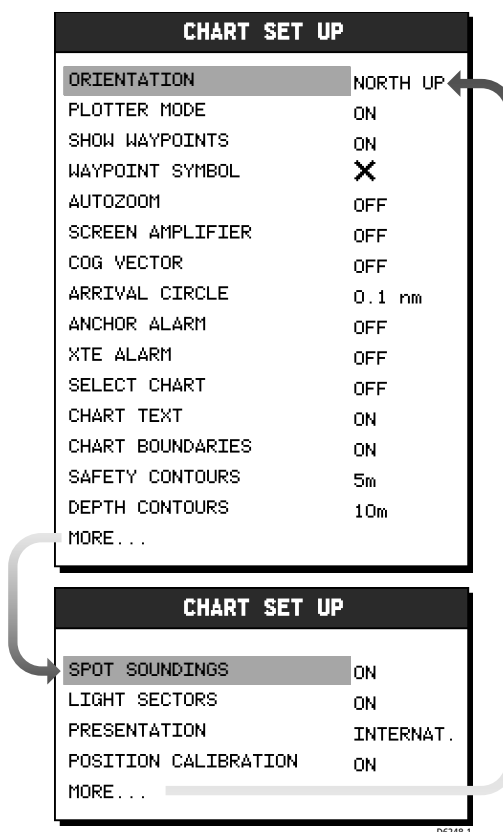 CHART SET UP
ORIENTATION NORTH UP
PLOTTER MODE ON
SHOW WAYPOINTS ON
WAYPOINT SYMBOL
AUTOZOOM OFF
SCREEN AMPLIFIER OFF
COG VECTOR OFF
ARRIVAL CIRCLE 0.1 nm
ANCHOR ALARM OFF
XTE ALARM OFF
SELECT CHART OFF
CHART TEXT ON
CHART BOUNDARIES ON
SAFETY CONTOURS 5m
DEPTH CONTOURS 10m
MORE...
CHART SET UP
SPOT SOUNDINGS ON
LIGHT SECTORS ON
PRESENTATION INTERNAT.
POSITION CALIBRATION ON
MORE...
D6248-1